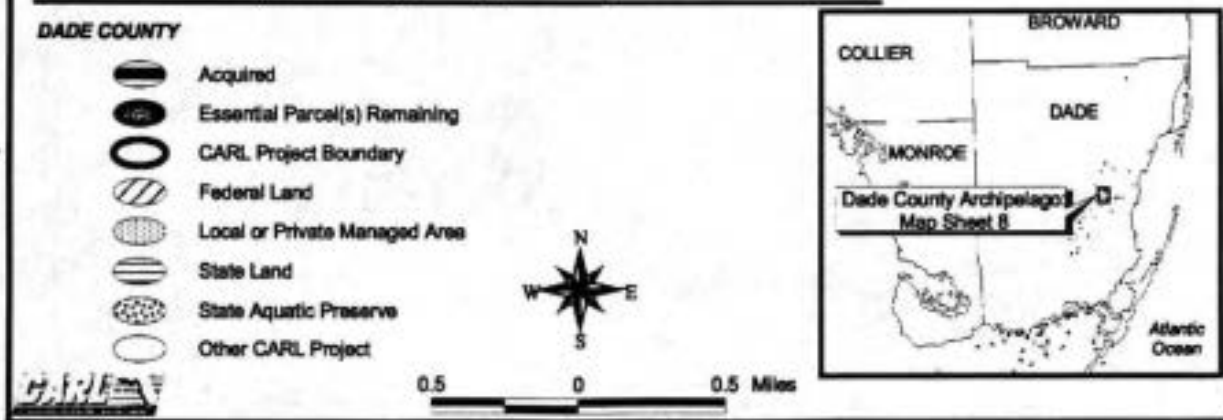 DADE COUNTY
Acquired
Essential Parcel(s) Remaining
CARL Project Boundary
Federal Land
Local or Private Managed Area
State Land
State Aquatic Preserve
Other CARL Project
CARL
N
W E
S
0.5 0 0.5 Miles
BROWARD
COLLIER
DADE
MONROE
Dade County Archipelago:
Map Sheet 8
Atlantic
Ocean